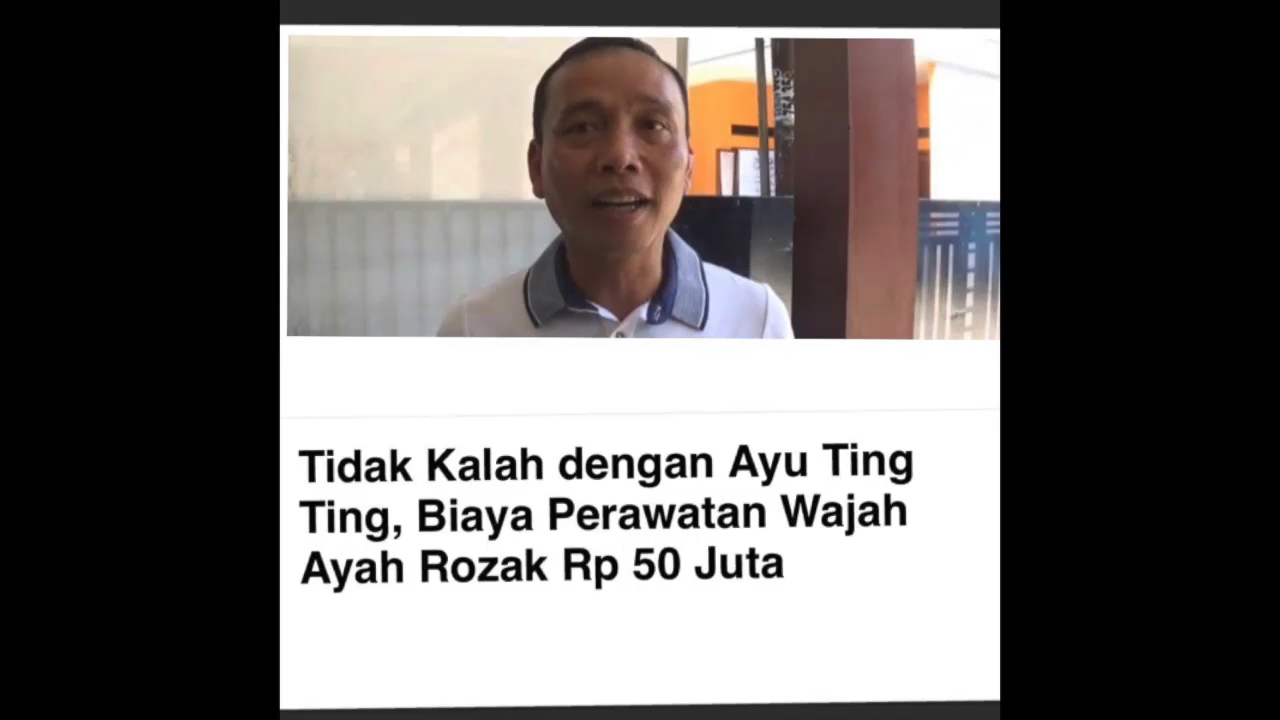 Tidak Kalah dengan Ayu Ting
Ting, Biaya Perawatan Wajah
Ayah Rozak Rp 50 Juta